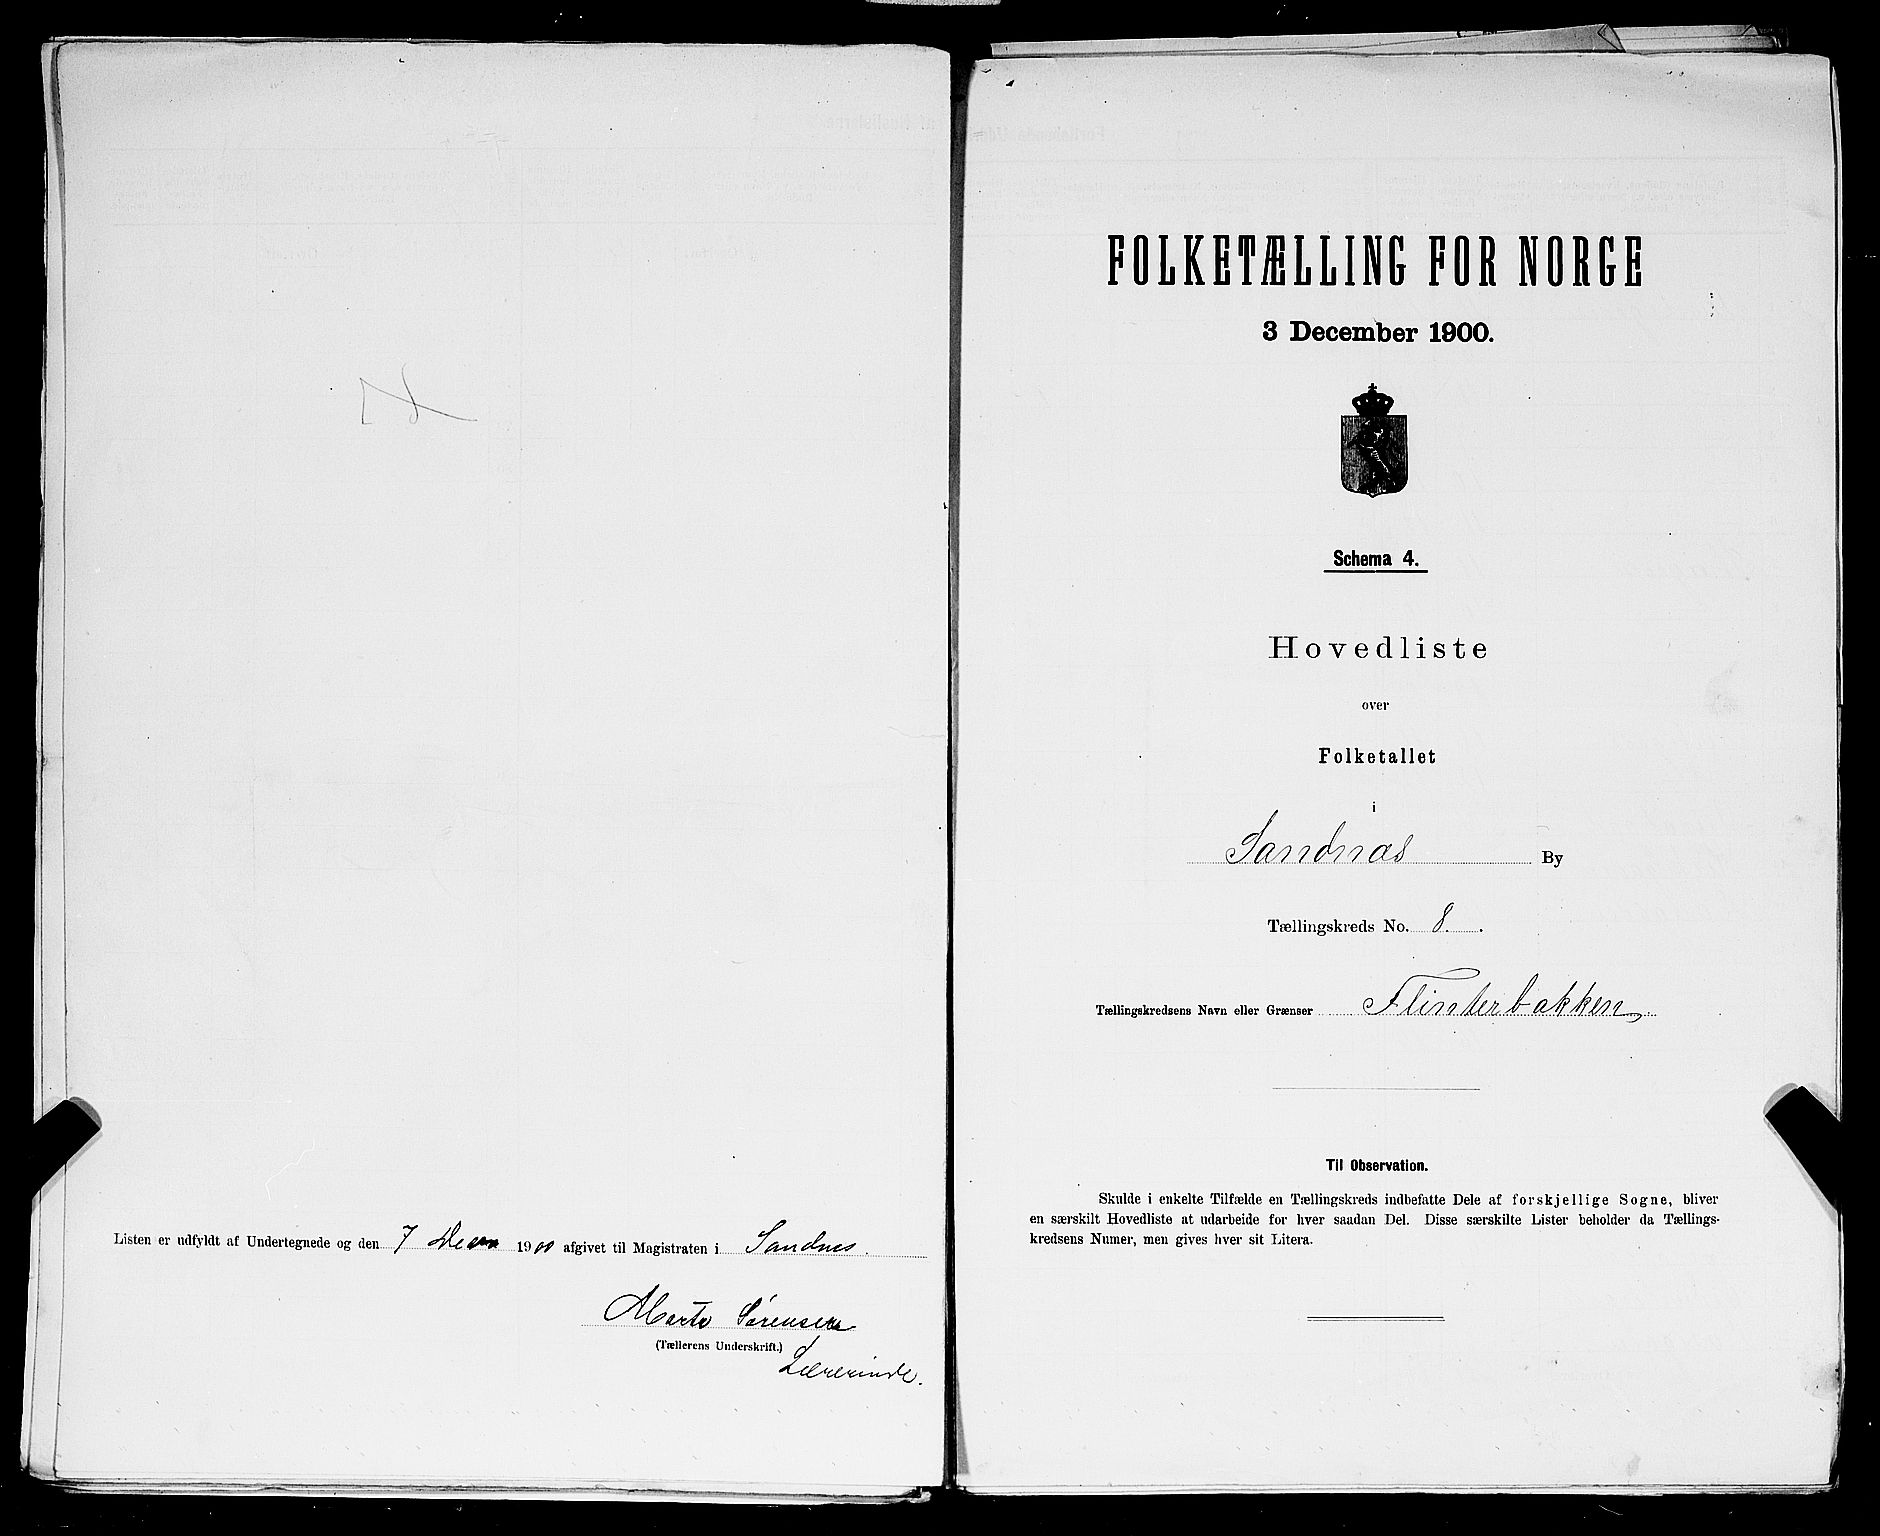 Listen er udfyldt af Undertegnede og den 7 Decbr 1900 afgivet til Magistraten i Sandnes.
Marta Sørensen
(Tællerens Underskrift.)
Lærerinde.
FOLKETÆLLING FOR NORGE
3 December 1900.
Schema 4.
Hovedliste
over
Folketallet
i
Sandnæs By
Tællingskreds No. 8.
Tællingskredsens Navn eller Grænser Flinterbakken.
Til Observation.
Skulde i enkelte Tilfælde en Tællingskreds indbefatte Dele af forskjellige Sogne, bliver
en særskilt Hovedliste at udarbeide for hver saadan Del. Disse særskilte Lister beholder da Tællings-
kredsens Numer, men gives hver sit Litera.